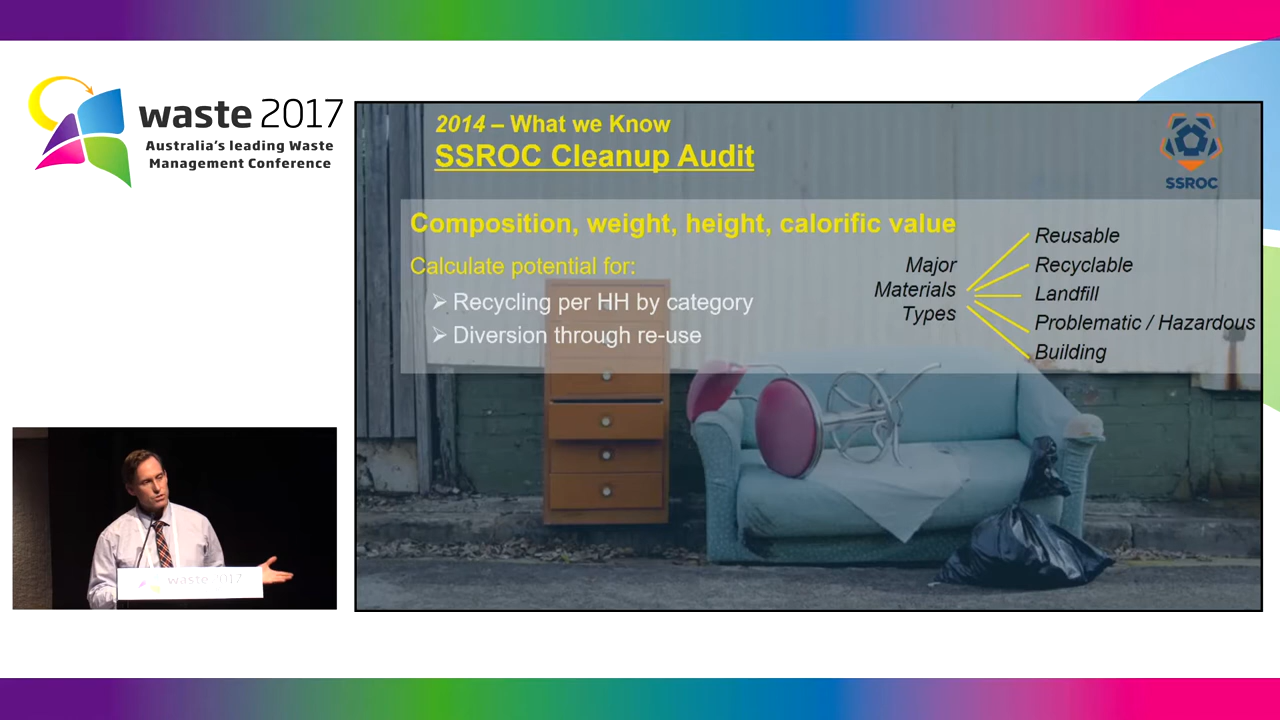 waste 2017
Australia's leading Waste
Management Conference
2014 – What we Know
SSROC Cleanup Audit
SSROC
Composition, weight, height, calorific value
Calculate potential for:
➢ Recycling per HH by category
➢ Diversion through re-use
Major
Materials
Types
Reusable
Recyclable
Landfill
Problematic / Hazardous
Building
waste 2017